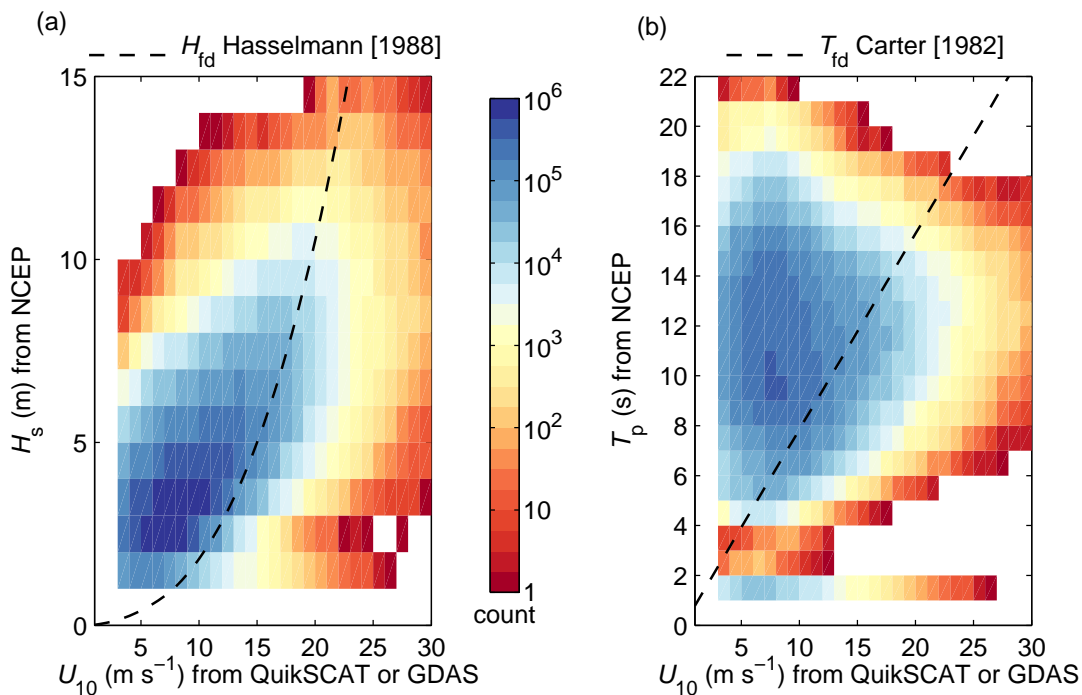 (a)
H_fd Hasselmann [1988]
15
10
5
0
H_s (m) from NCEP
5 10 15 20 25 30
U_10 (m s^−1) from QuikSCAT or GDAS
10^6
10^5
10^4
10^3
10^2
10
1
count
(b)
T_fd Carter [1982]
22
20
18
16
14
12
10
8
6
4
2
0
T_p (s) from NCEP
5 10 15 20 25 30
U_10 (m s^−1) from QuikSCAT or GDAS